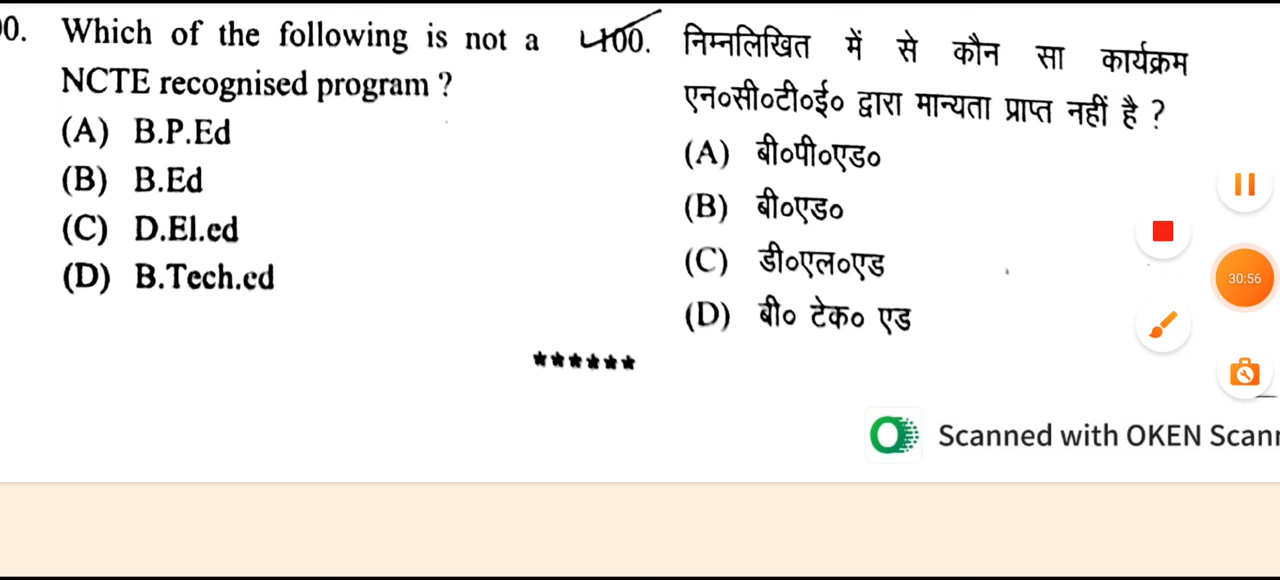 0. Which of the following is not a
NCTE recognised program ?
(A) B.P.Ed
(B) B.Ed
(C) D.El.ed
(D) B.Tech.ed
100. निम्नलिखित में से कौन सा कार्यक्रम
एन०सी०टी०ई० द्वारा मान्यता प्राप्त नहीं है ?
(A) बी०पी०एड०
(B) बी०एड०
(C) डी०एल०एड
(D) बी० टेक० एड
******
30:56
Scanned with OKEN Scann